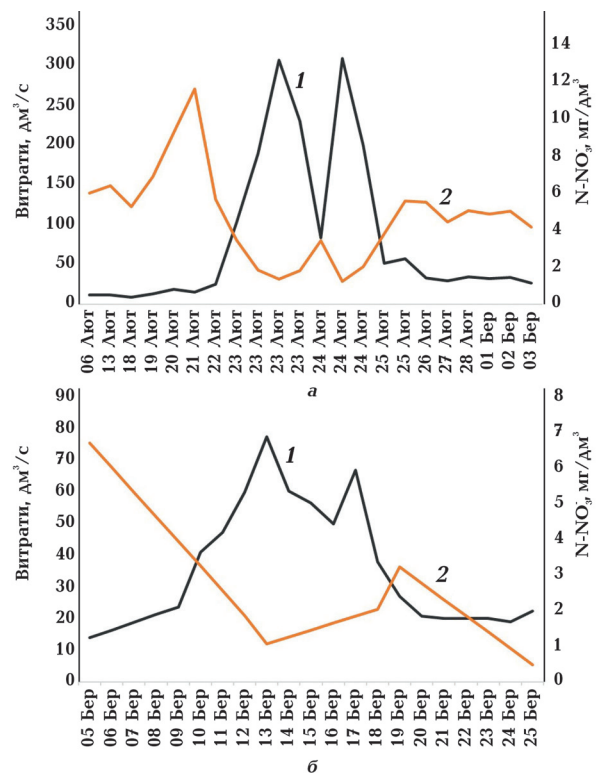 Витрати, дм³/с
350
300
250
200
150
100
50
0
1
2
14
12
10
8
6
4
2
0
N-NO₃⁻, мг/дм³
06 Лют
13 Лют
18 Лют
19 Лют
20 Лют
21 Лют
22 Лют
23 Лют
23 Лют
23 Лют
23 Лют
24 Лют
24 Лют
24 Лют
25 Лют
25 Лют
26 Лют
27 Лют
28 Лют
01 Бер
02 Бер
03 Бер
а
Витрати, дм³/с
90
80
70
60
50
40
30
20
10
0
1
2
8
7
6
5
4
3
2
1
0
N-NO₃⁻, мг/дм³
05 Бер
06 Бер
07 Бер
08 Бер
09 Бер
10 Бер
11 Бер
12 Бер
13 Бер
14 Бер
15 Бер
16 Бер
17 Бер
18 Бер
19 Бер
20 Бер
21 Бер
22 Бер
23 Бер
24 Бер
25 Бер
б